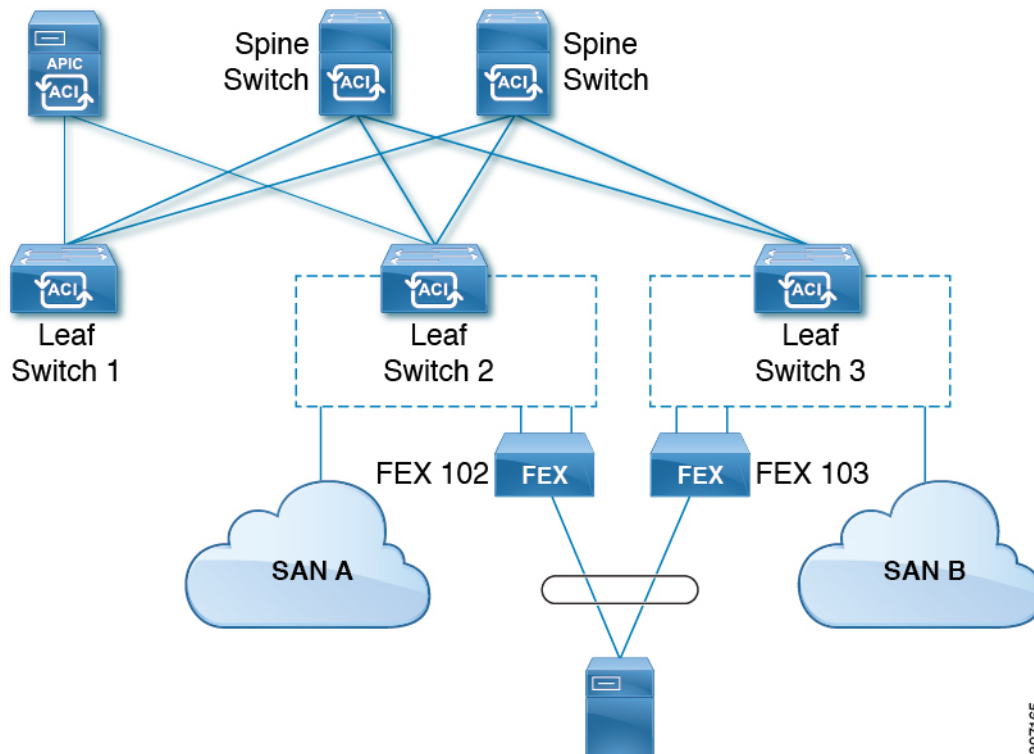 APIC
ACI
Spine
Switch
ACI
ACI
Spine
Switch
ACI
Leaf
Switch 1
ACI
Leaf
Switch 2
ACI
Leaf
Switch 3
FEX 102
FEX
FEX
FEX 103
SAN A
SAN B